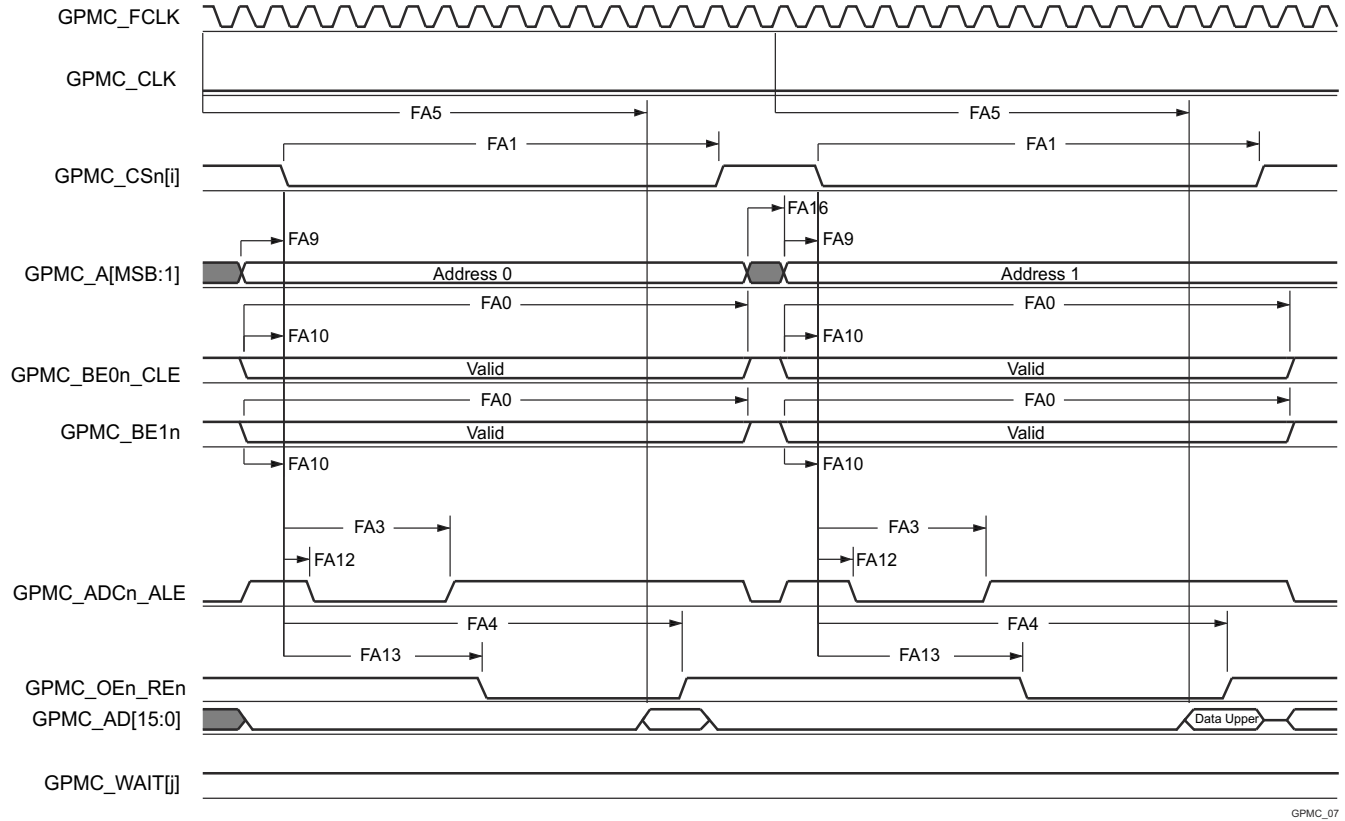 GPMC_FCLK
GPMC_CLK
FA5 FA5
FA1 FA1
GPMC_CSn[i]
FA16
FA9 FA9
GPMC_A[MSB:1] Address 0 Address 1
FA0 FA0
FA10 FA10
GPMC_BE0n_CLE Valid Valid
FA0 FA0
GPMC_BE1n Valid Valid
FA10 FA10
FA3 FA3
FA12 FA12
GPMC_ADCn_ALE
FA4 FA4
FA13 FA13
GPMC_OEn_REn
GPMC_AD[15:0] Data Upper
GPMC_WAIT[j]
GPMC_07